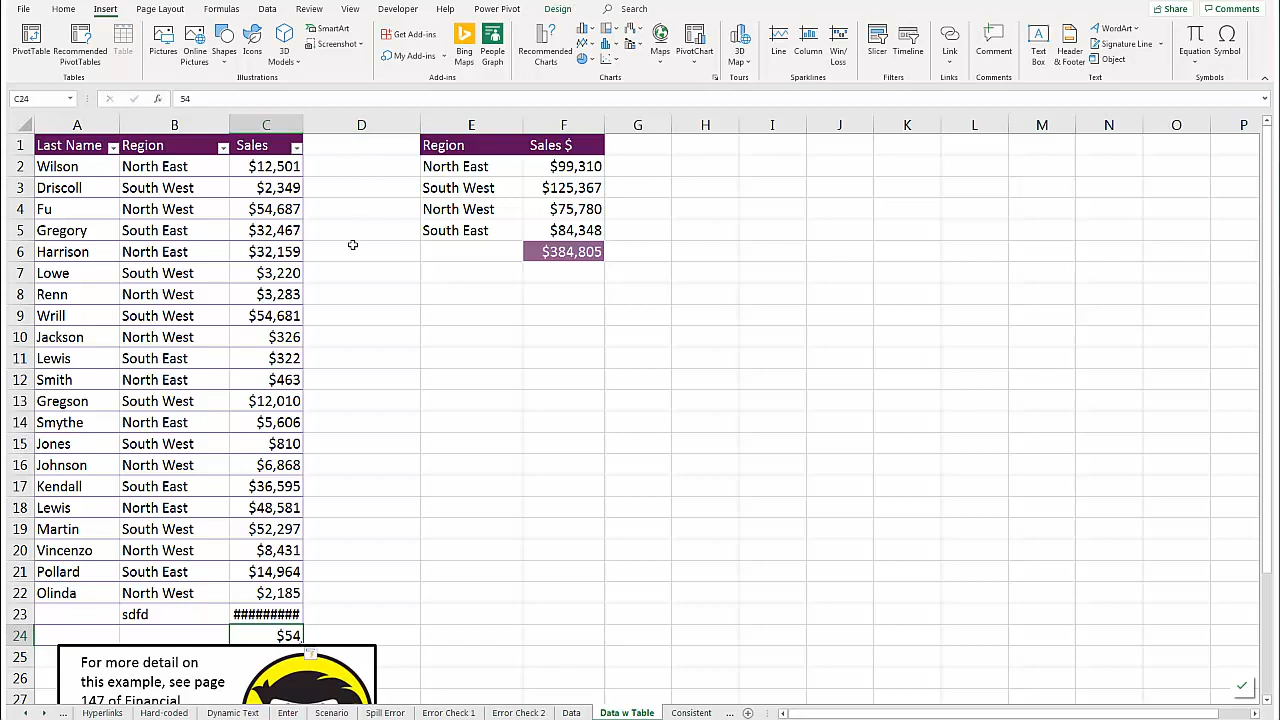 File Home Insert Page Layout Formulas Data Review View Developer Help Power Pivot Design Search Share Comments
PivotTable Recommended PivotTables Table Pictures Online Pictures Shapes Icons 3D Models SmartArt Screenshot Get Add-ins My Add-ins Bing Maps People Graph Recommended Charts Maps PivotChart 3D Map Line Column Win/Loss Slicer Timeline Link Comment Text Box Header & Footer WordArt Signature Line Object Equation Symbol
Tables Illustrations Add-ins Charts Tours Sparklines Filters Links Comments Text Symbols
C24 fx 54
A B C D E F G H I J K L M N O P
1 Last Name Region Sales Region Sales $
2 Wilson North East $12,501 North East $99,310
3 Driscoll South West $2,349 South West $125,367
4 Fu North West $54,687 North West $75,780
5 Gregory South East $32,467 South East $84,348
6 Harrison North East $32,159 $384,805
7 Lowe South West $3,220
8 Renn North West $3,283
9 Wrill South West $54,681
10 Jackson North West $326
11 Lewis South East $322
12 Smith North East $463
13 Gregson South West $12,010
14 Smythe North East $5,606
15 Jones South West $810
16 Johnson North West $6,868
17 Kendall South East $36,595
18 Lewis North East $48,581
19 Martin South West $52,297
20 Vincenzo North West $8,431
21 Pollard South East $14,964
22 Olinda North West $2,185
23 sdfd #########
24 $54
25 For more detail on
26 this example, see page
27 147 of Financial
... Hyperlinks Hard-coded Dynamic Text Enter Scenario Spill Error Error Check 1 Error Check 2 Data Data w Table Consistent ...